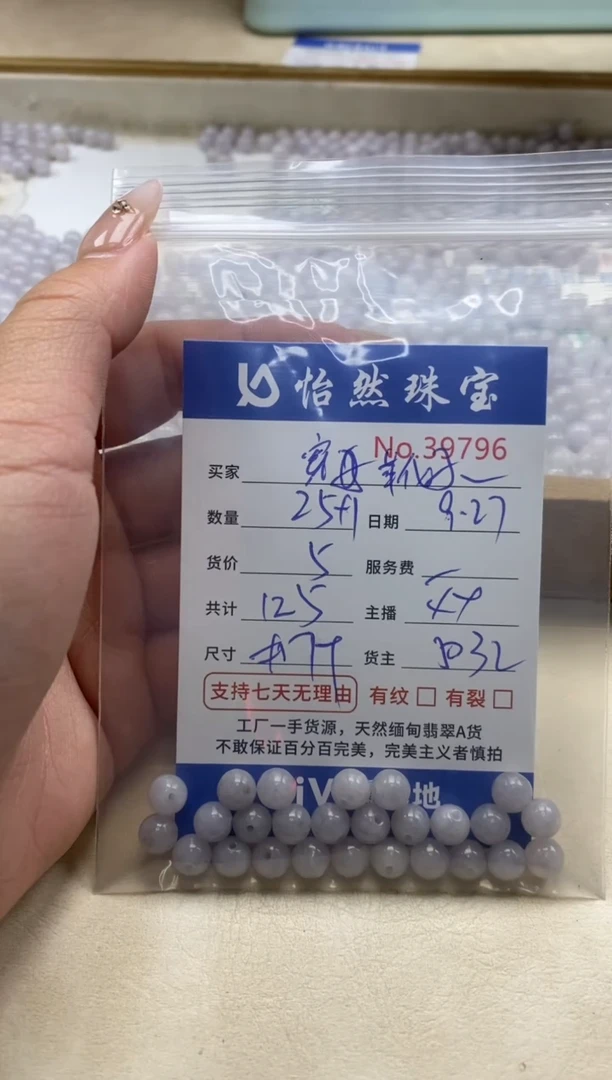 怡然珠宝
No.39796
买家
数量 25+1 日期 9.27
货价 5 服务费
共计 125 主播
尺寸 货主
支持七天无理由 有纹 □ 有裂 □
工厂一手货源，天然缅甸翡翠A货
不敢保证百分百完美，完美主义者慎拍
地